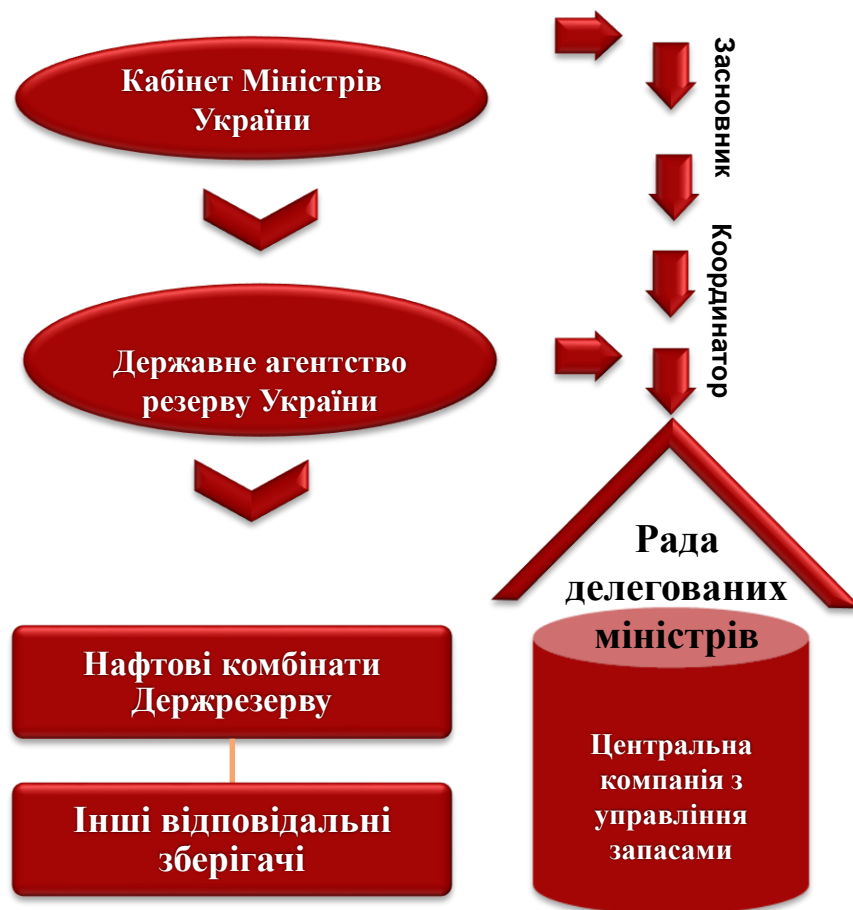 Кабінет Міністрів
України
Засновник
Координатор
Державне агентство
резерву України
Рада
делегованих
міністрів
Нафтові комбінати
Держрезерву
Інші відповідальні
зберігачі
Центральна
компанія з
управління
запасами